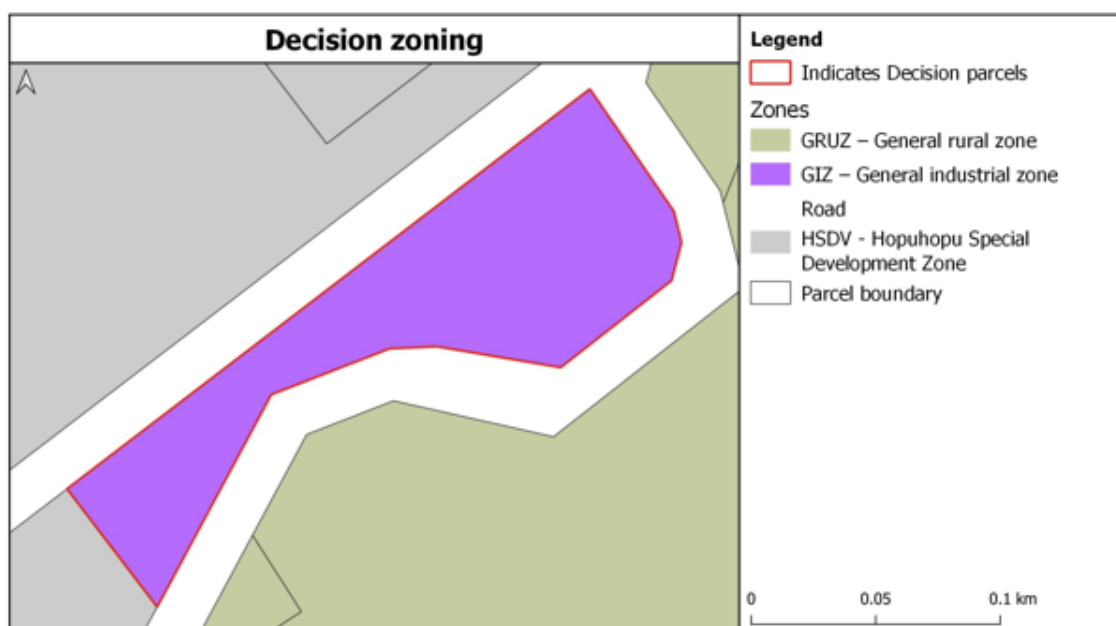 Decision zoning
Legend
Indicates Decision parcels
Zones
GRUZ – General rural zone
GIZ – General industrial zone
Road
HSDV - Hopuhopu Special
Development Zone
Parcel boundary
0 0.05 0.1 km